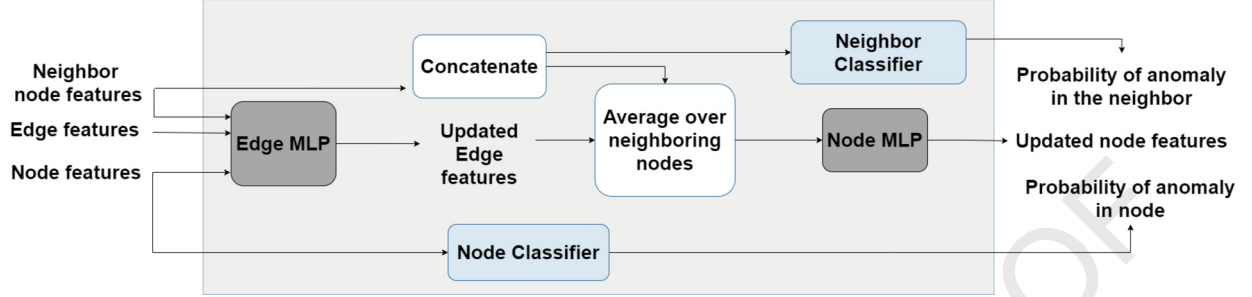 Neighbor
node features
Edge features
Node features
Edge MLP
Concatenate
Updated
Edge
features
Average over
neighboring
nodes
Neighbor
Classifier
Node MLP
Node Classifier
Probability of anomaly
in the neighbor
Updated node features
Probability of anomaly
in node
OF